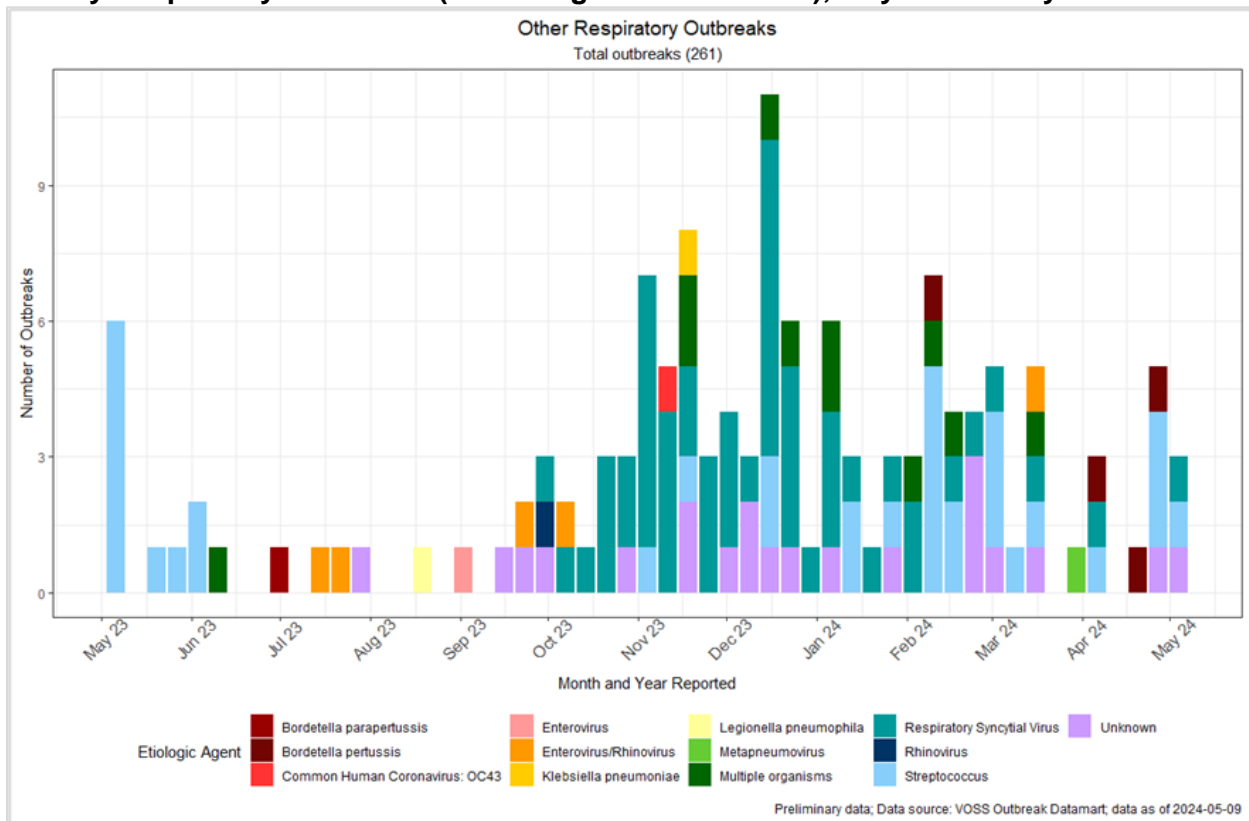 Other Respiratory Outbreaks
Total outbreaks (261)
Number of Outbreaks
9
6
3
0
May 23
Jun 23
Jul 23
Aug 23
Sep 23
Oct 23
Nov 23
Dec 23
Jan 24
Feb 24
Mar 24
Apr 24
May 24
Month and Year Reported
Etiologic Agent
Bordetella parapertussis
Bordetella pertussis
Common Human Coronavirus: OC43
Enterovirus
Enterovirus/Rhinovirus
Klebsiella pneumoniae
Legionella pneumophila
Metapneumovirus
Multiple organisms
Respiratory Syncytial Virus
Rhinovirus
Streptococcus
Unknown
Preliminary data; Data source: VOSS Outbreak Datamart; data as of 2024-05-09